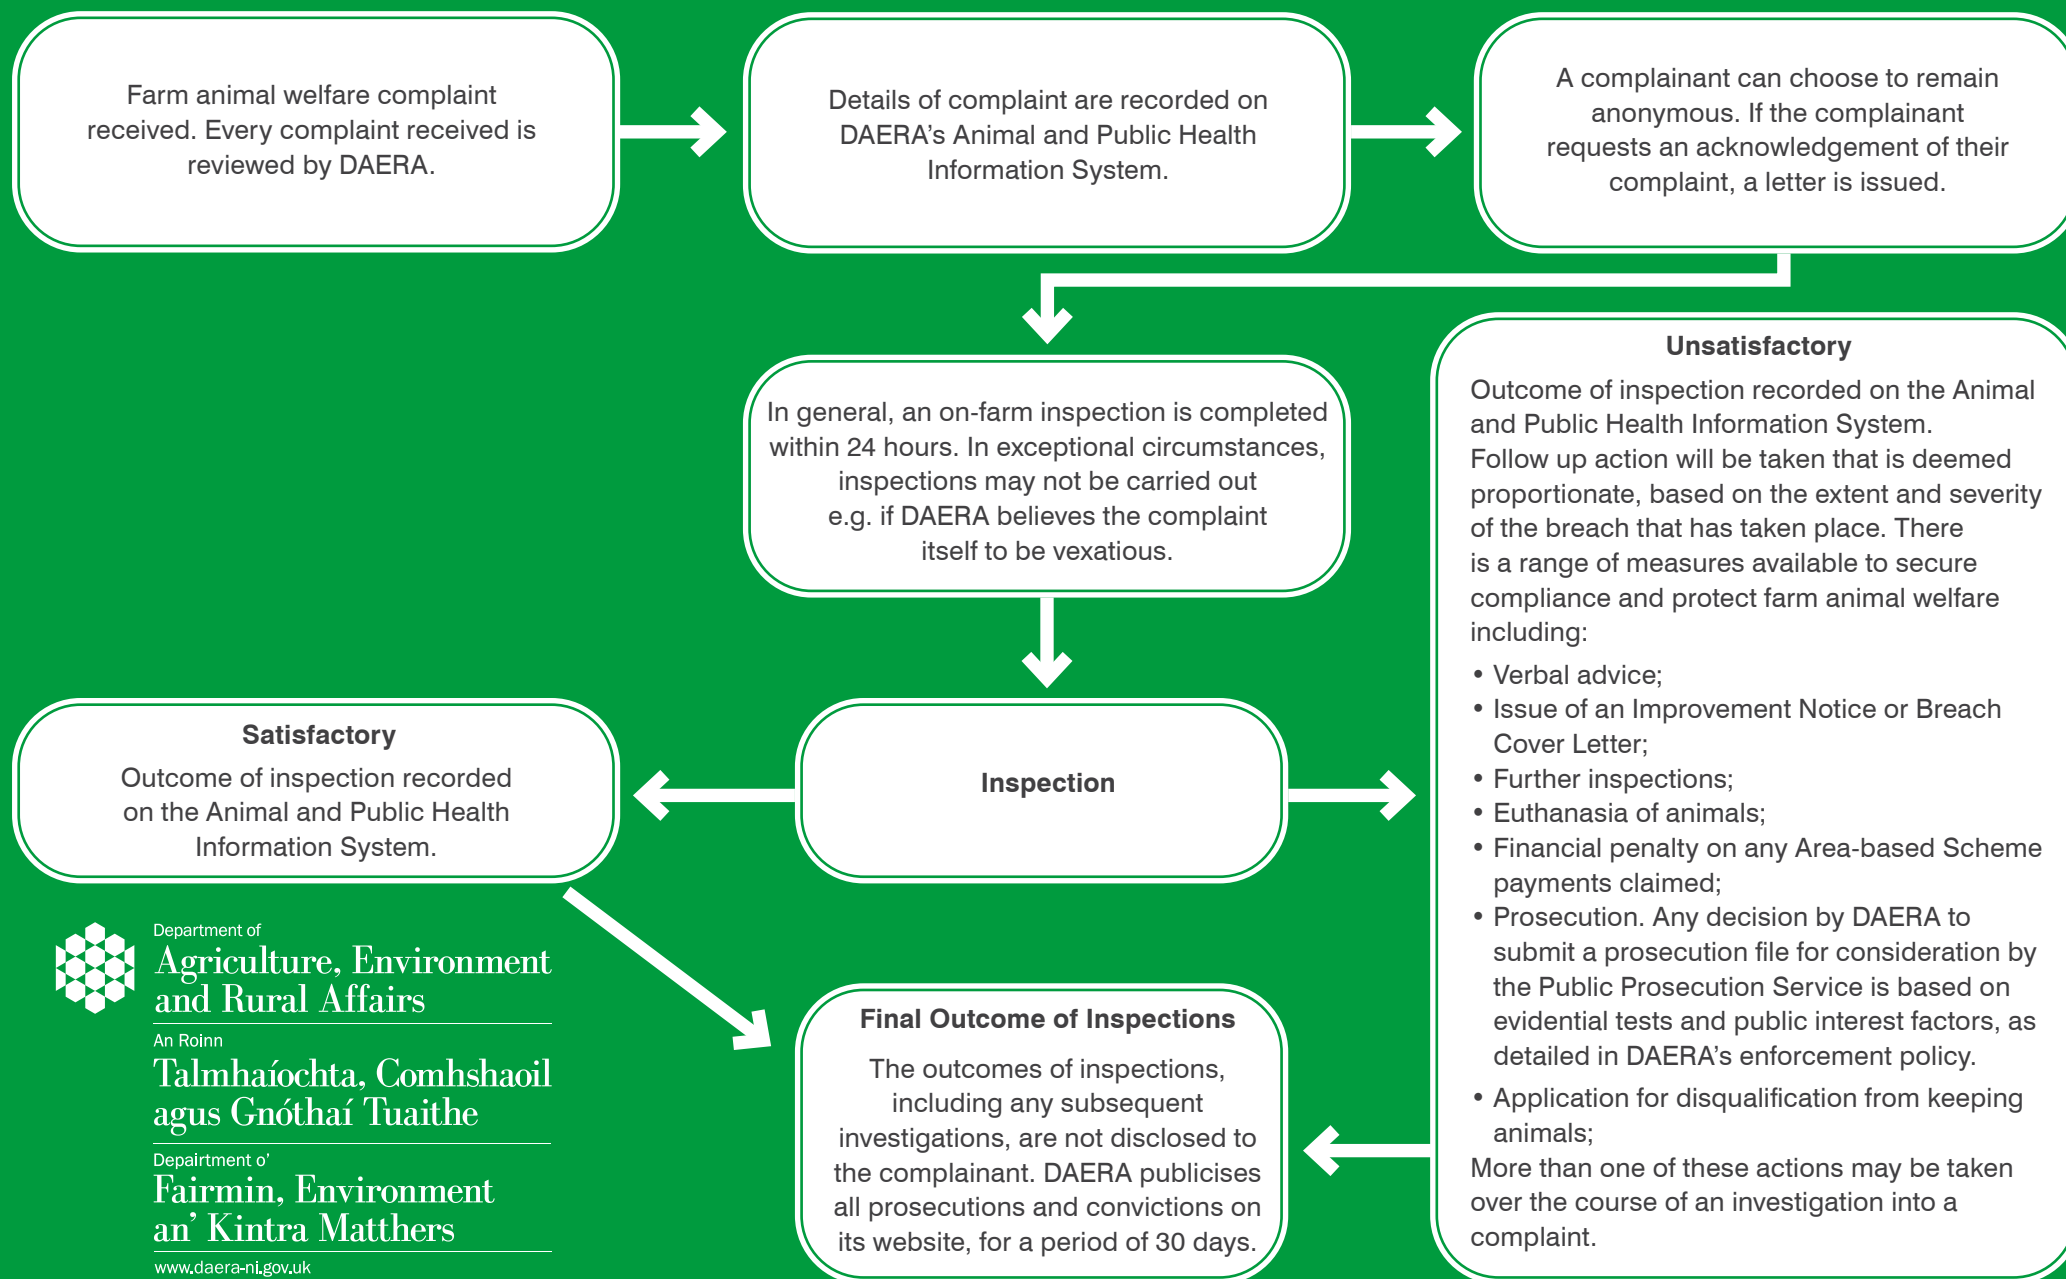 Farm animal welfare complaint
received. Every complaint received is
reviewed by DAERA.
Details of complaint are recorded on
DAERA’s Animal and Public Health
Information System.
A complainant can choose to remain
anonymous. If the complainant
requests an acknowledgement of their
complaint, a letter is issued.
In general, an on-farm inspection is completed
within 24 hours. In exceptional circumstances,
inspections may not be carried out
e.g. if DAERA believes the complaint
itself to be vexatious.
Inspection
Satisfactory
Outcome of inspection recorded
on the Animal and Public Health
Information System.
Unsatisfactory
Outcome of inspection recorded on the Animal
and Public Health Information System.
Follow up action will be taken that is deemed
proportionate, based on the extent and severity
of the breach that has taken place. There
is a range of measures available to secure
compliance and protect farm animal welfare
including:
• Verbal advice;
• Issue of an Improvement Notice or Breach
Cover Letter;
• Further inspections;
• Euthanasia of animals;
• Financial penalty on any Area-based Scheme
payments claimed;
• Prosecution. Any decision by DAERA to
submit a prosecution file for consideration by
the Public Prosecution Service is based on
evidential tests and public interest factors, as
detailed in DAERA’s enforcement policy.
• Application for disqualification from keeping
animals;
More than one of these actions may be taken
over the course of an investigation into a
complaint.
Final Outcome of Inspections
The outcomes of inspections,
including any subsequent
investigations, are not disclosed to
the complainant. DAERA publicises
all prosecutions and convictions on
its website, for a period of 30 days.
Department of
Agriculture, Environment
and Rural Affairs
An Roinn
Talmhaíochta, Comhshaoil
agus Gnóthaí Tuaithe
Depairtment o’
Fairmin, Environment
an’ Kintra Matthers
www.daera-ni.gov.uk